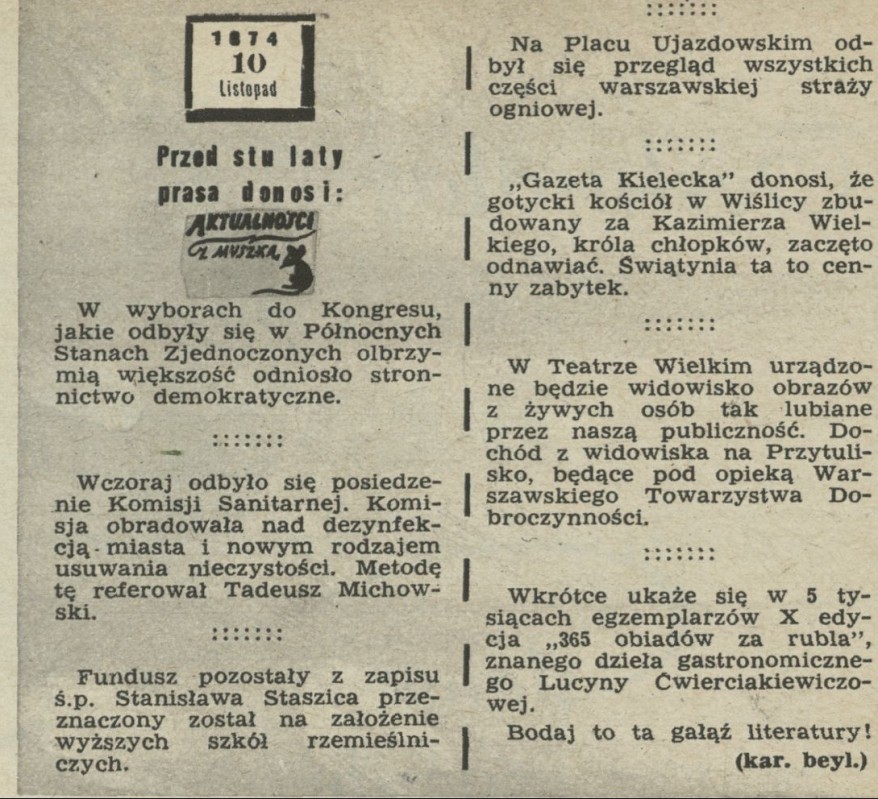 1874
10
Listopad
Przed stu laty
prasa donosi:
AKTUALNOŚCI
Z MYSZKĄ
W wyborach do Kongresu,
jakie odbyły się w Północnych
Stanach Zjednoczonych olbrzy-
mią większość odniosło stron-
nictwo demokratyczne.
:::::::
Wczoraj odbyło się posiedze-
nie Komisji Sanitarnej. Komi-
sja obradowała nad dezynfek-
cją miasta i nowym rodzajem
usuwania nieczystości. Metodę
tę referował Tadeusz Michow-
ski.
:::::::
Fundusz pozostały z zapisu
ś.p. Stanisława Staszica prze-
znaczony został na założenie
wyższych szkół rzemieślni-
czych.
:::::::
Na Placu Ujazdowskim od-
był się przegląd wszystkich
części warszawskiej straży
ogniowej.
:::::::
„Gazeta Kielecka” donosi, że
gotycki kościół w Wiślicy zbu-
dowany za Kazimierza Wiel-
kiego, króla chłopków, zaczęto
odnawiać. Świątynia ta to cen-
ny zabytek.
:::::::
W Teatrze Wielkim urządzo-
ne będzie widowisko obrazów
z żywych osób tak lubiane
przez naszą publiczność. Do-
chód z widowiska na Przytuli-
sko, będące pod opieką War-
szawskiego Towarzystwa Do-
broczynności.
:::::::
Wkrótce ukaże się w 5 ty-
siącach egzemplarzów X edy-
cja „365 obiadów za rubla”,
znanego dzieła gastronomiczne-
go Lucyny Ćwierciakiewiczo-
wej.
Bodaj to ta gałąź literatury!
(kar. beyl.)